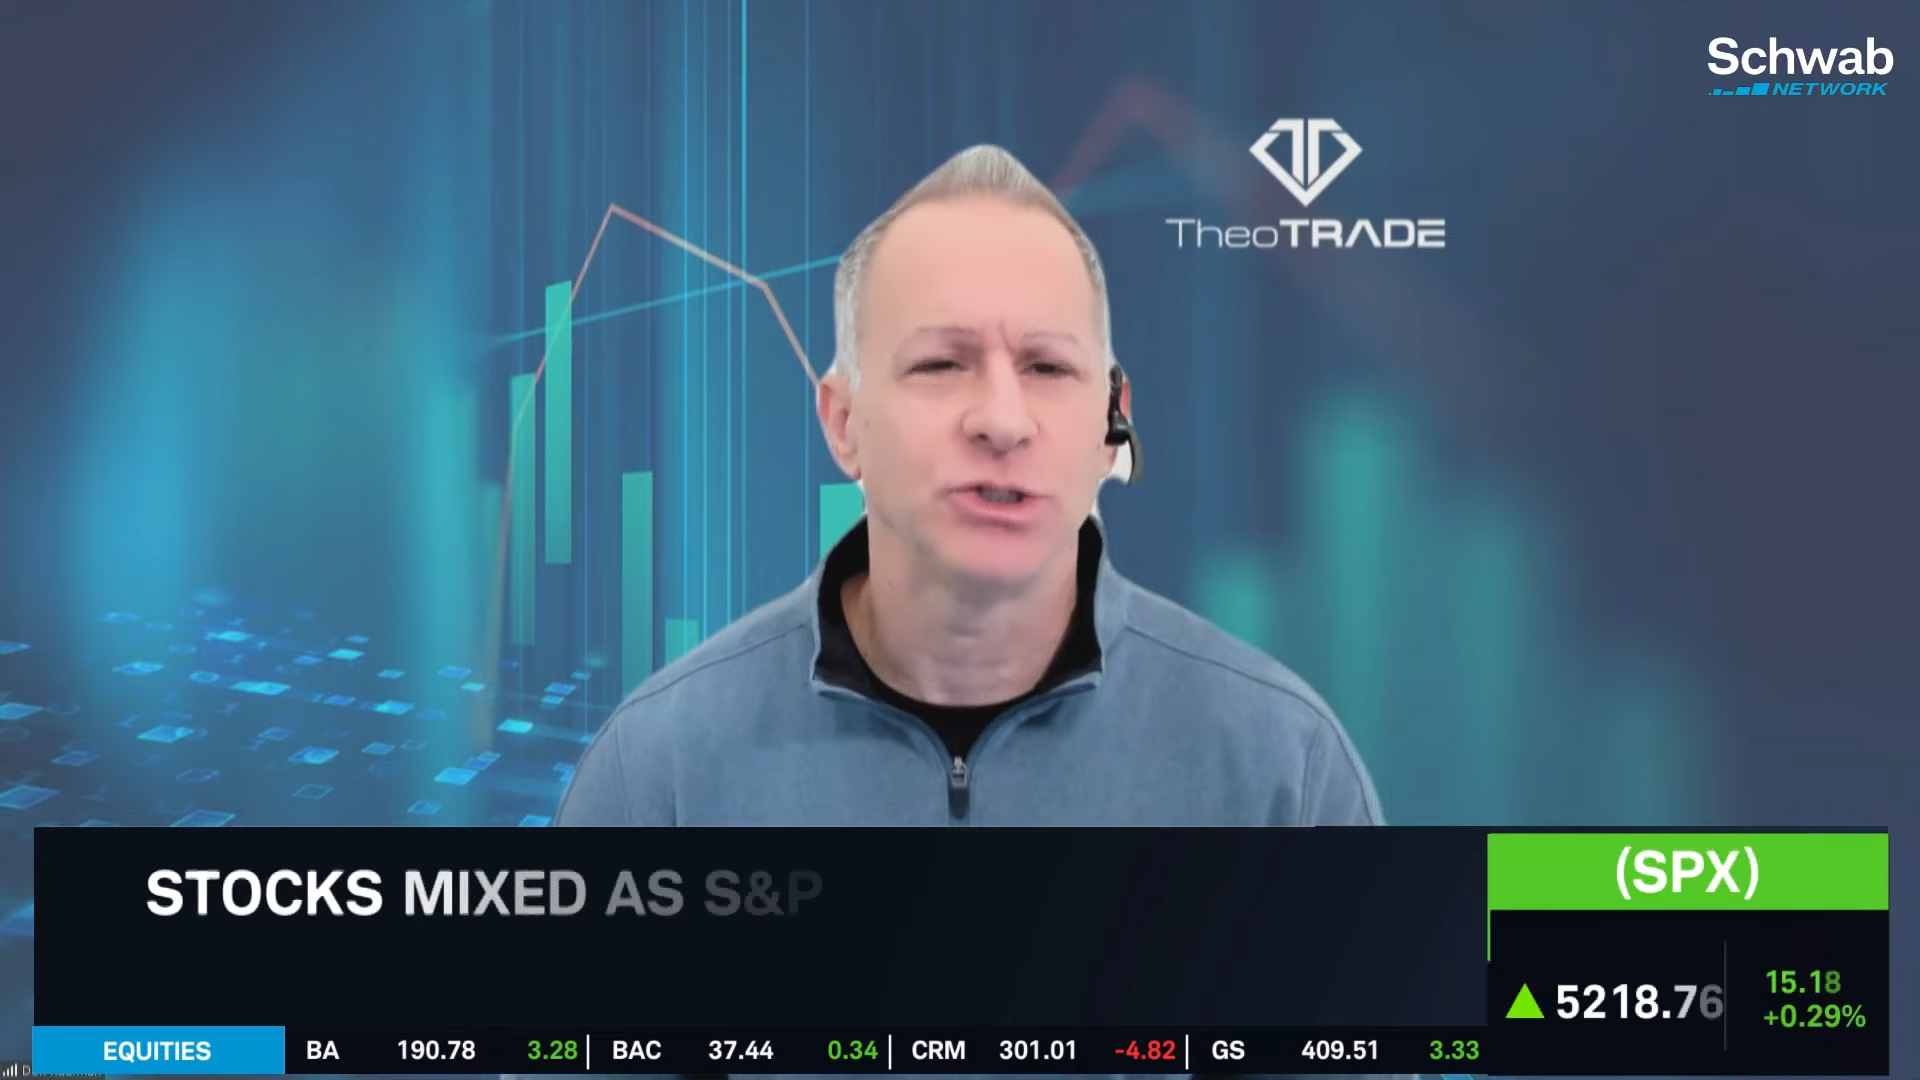 Schwab
NETWORK
TheoTRADE
STOCKS MIXED AS S&P
(SPX)
5218.76
15.18
+0.29%
EQUITIES
BA 190.78 3.28
BAC 37.44 0.34
CRM 301.01 -4.82
GS 409.51 3.33